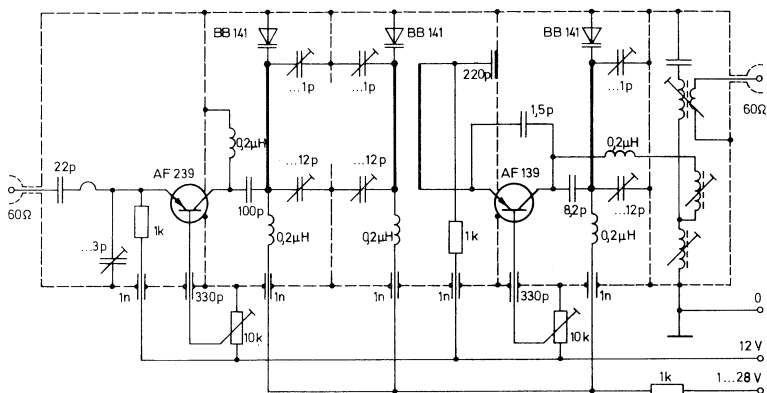 BB 141
BB 141
BB 141
...1p
...1p
220p
...1p
1,5p
60Ω
0,2µH
0,2µH
22p
AF 239
...12p
...12p
AF 139
60Ω
100p
8,2p
...12p
1k
0,2µH
0,2µH
1k
0,2µH
...3p
1n
330p
1n
1n
1n
330p
1n
0
10k
10k
12 V
1...28 V
1k